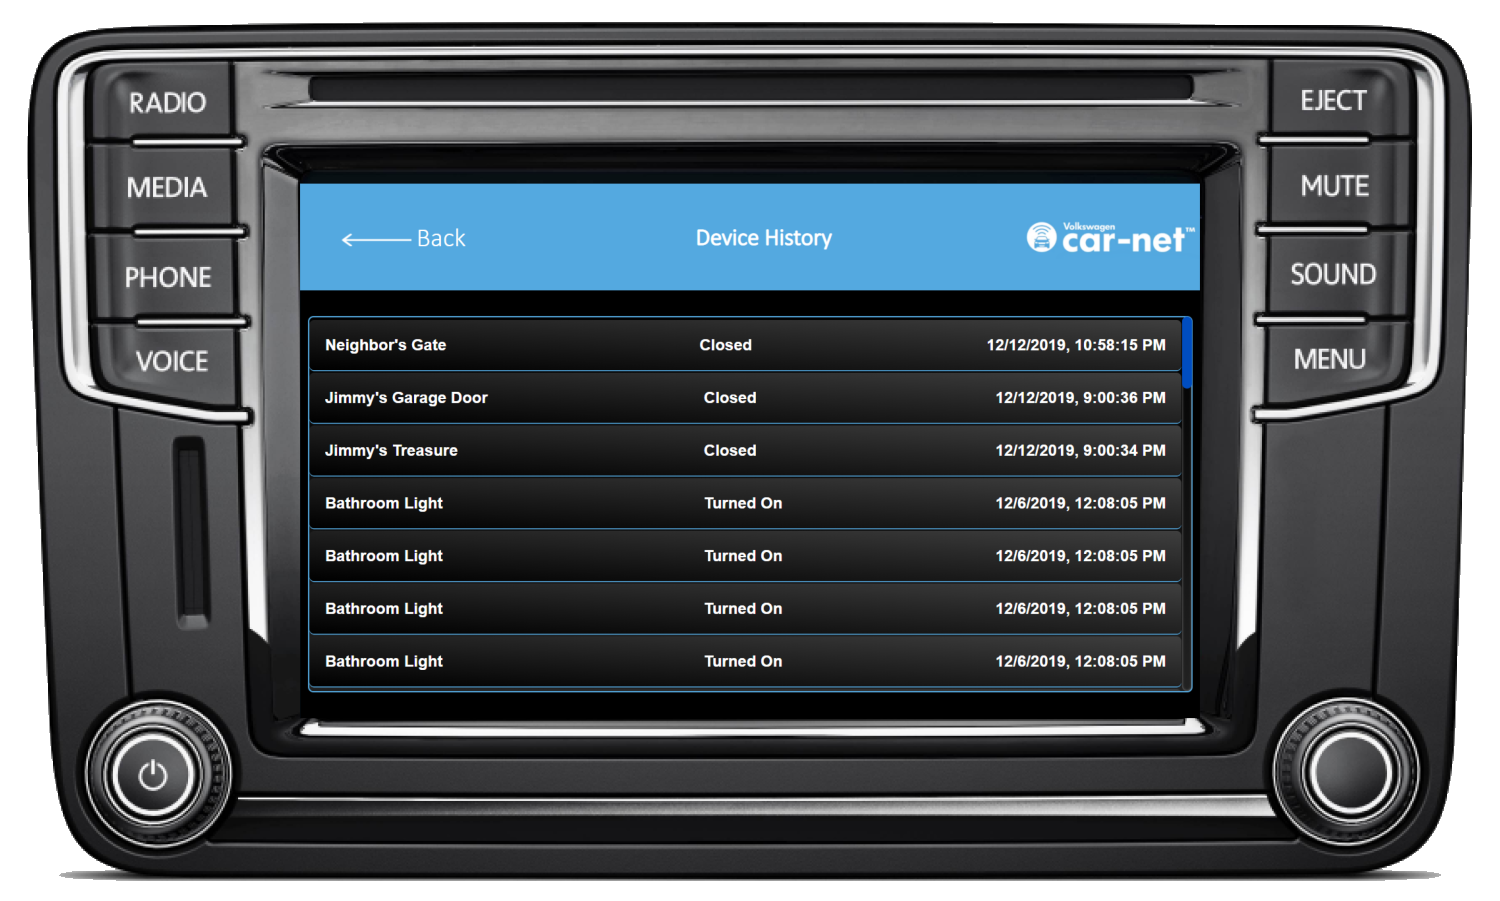 RADIO
MEDIA
PHONE
VOICE
EJECT
MUTE
SOUND
MENU
Back
Device History
Volkswagen
car-net™
Neighbor's Gate Closed 12/12/2019, 10:58:15 PM
Jimmy's Garage Door Closed 12/12/2019, 9:00:36 PM
Jimmy's Treasure Closed 12/12/2019, 9:00:34 PM
Bathroom Light Turned On 12/6/2019, 12:08:05 PM
Bathroom Light Turned On 12/6/2019, 12:08:05 PM
Bathroom Light Turned On 12/6/2019, 12:08:05 PM
Bathroom Light Turned On 12/6/2019, 12:08:05 PM